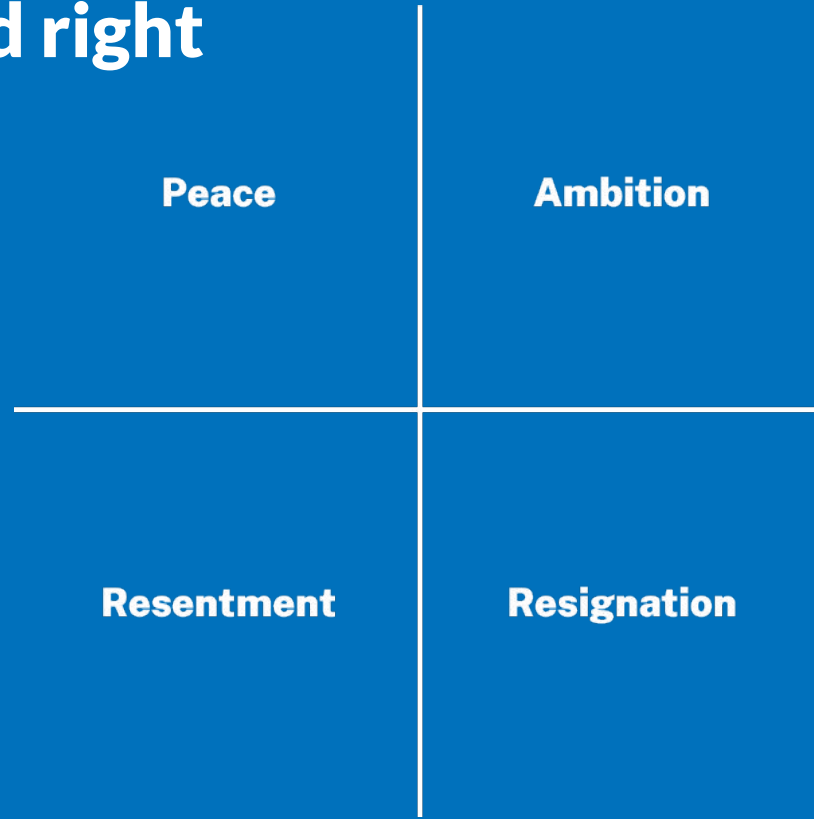 d right
Peace
Ambition
Resentment
Resignation